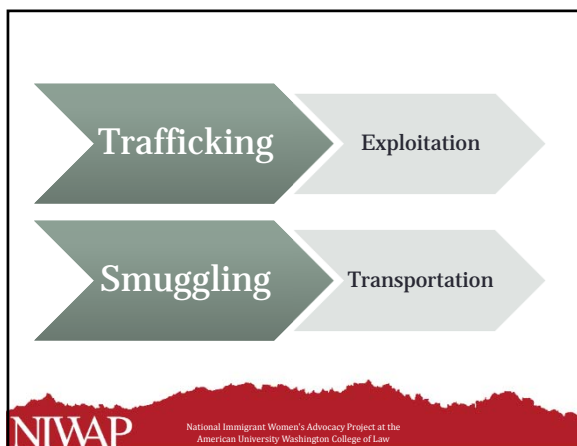 Trafficking
Exploitation
Smuggling
Transportation
NIWAP
National Immigrant Women's Advocacy Project at the
American University Washington College of Law